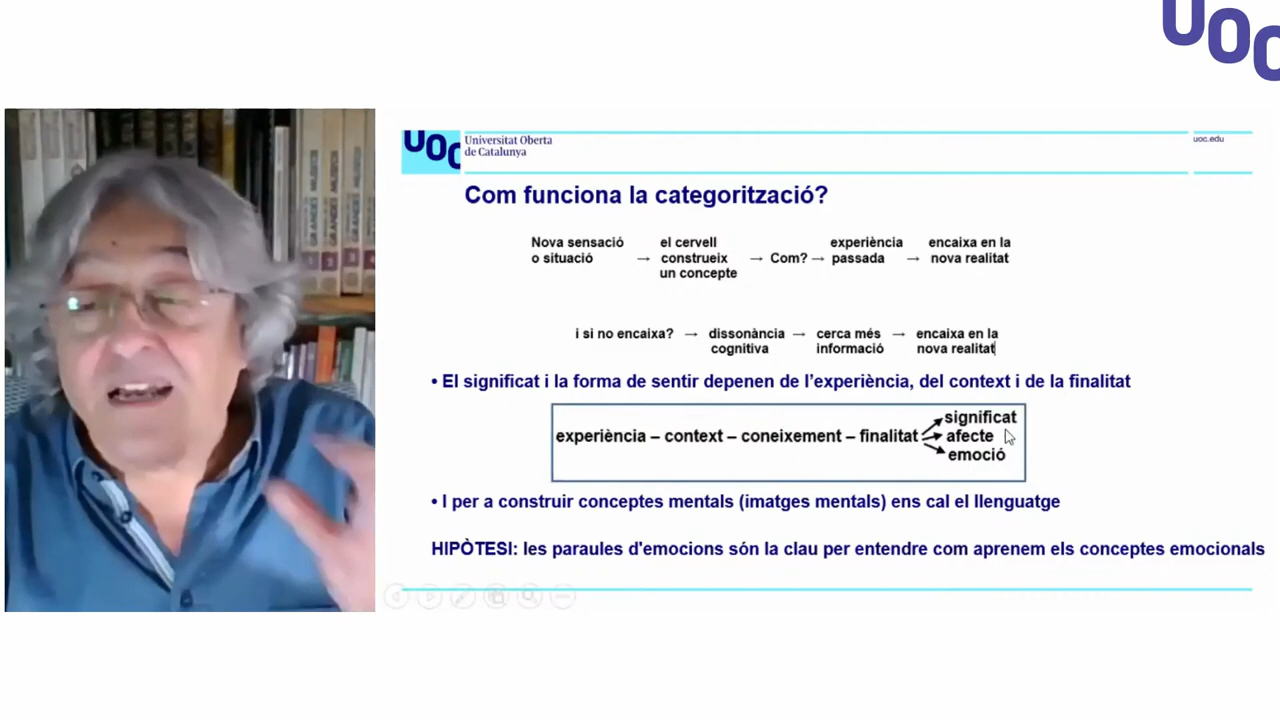 UOC
UOC
Universitat Oberta
de Catalunya
uoc.edu
Com funciona la categorització?
Nova sensació
o situació
→
el cervell
construeix
un concepte
→ Com? →
experiència
passada
→
encaixa en la
nova realitat
i si no encaixa? →
dissonància
cognitiva
→
cerca més
informació
→
encaixa en la
nova realitat
• El significat i la forma de sentir depenen de l'experiència, del context i de la finalitat
experiència – context – coneixement – finalitat
significat
afecte
emoció
• I per a construir conceptes mentals (imatges mentals) ens cal el llenguatge
HIPÒTESI: les paraules d'emocions són la clau per entendre com aprenem els conceptes emocionals